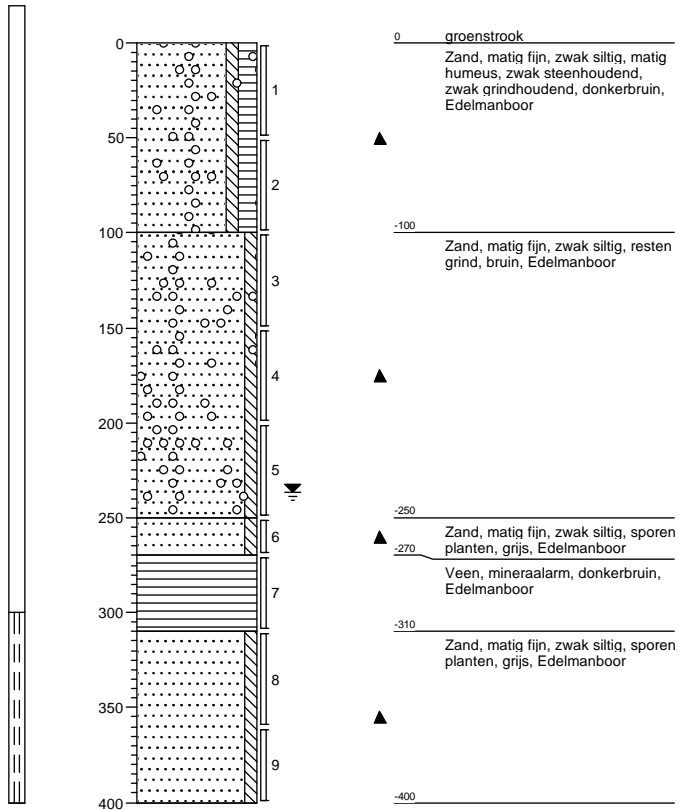 0
50
100
150
200
250
300
350
400
1
2
3
4
5
6
7
8
9
0 groenstrook
Zand, matig fijn, zwak siltig, matig
humeus, zwak steenhoudend,
zwak grindhoudend, donkerbruin,
Edelmanboor
-100
Zand, matig fijn, zwak siltig, resten
grind, bruin, Edelmanboor
-250
Zand, matig fijn, zwak siltig, sporen
planten, grijs, Edelmanboor
-270
Veen, mineraalarm, donkerbruin,
Edelmanboor
-310
Zand, matig fijn, zwak siltig, sporen
planten, grijs, Edelmanboor
-400